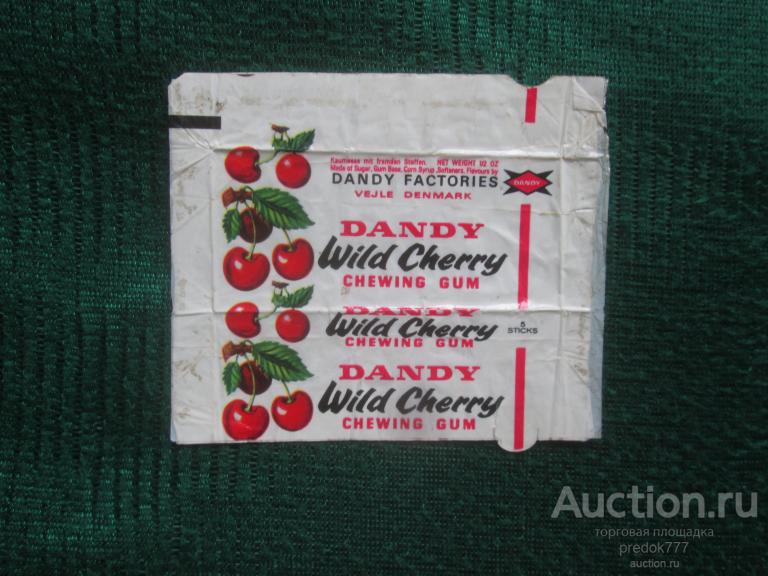 Kaumasse mit fremden Stoffen. NET WEIGHT 1/2 OZ
Made of Sugar, Gum Base, Corn Syrup, Softeners, Flavours by
DANDY FACTORIES
DANDY
VEJLE DENMARK
DANDY
Wild Cherry
CHEWING GUM
DANDY
Wild Cherry
CHEWING GUM
5
STICKS
DANDY
Wild Cherry
CHEWING GUM
Auction.ru
торговая площадка
predok777
auction.ru